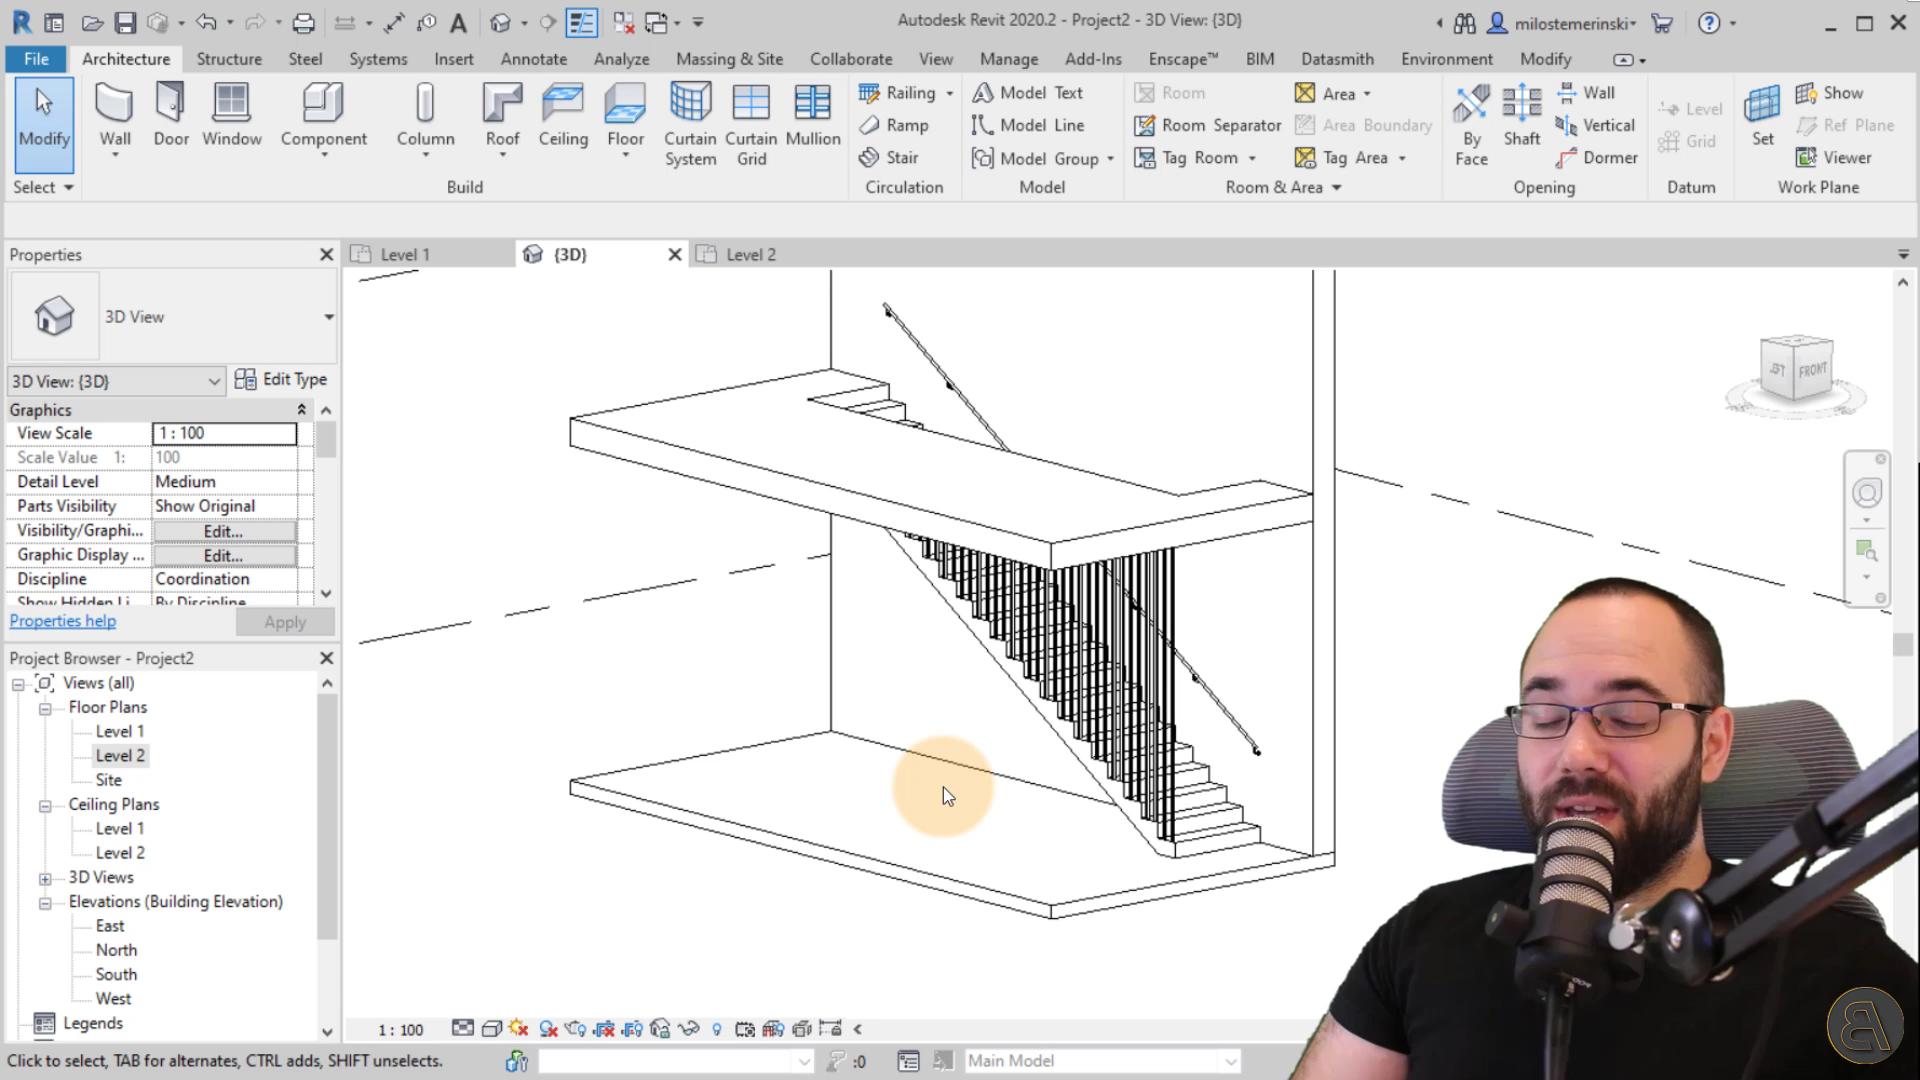 Autodesk Revit 2020.2 - Project2 - 3D View: {3D}
milostemerinski
File Architecture Structure Steel Systems Insert Annotate Analyze Massing & Site Collaborate View Manage Add-Ins Enscape™ BIM Datasmith Environment Modify
Modify Wall Door Window Component Column Roof Ceiling Floor Curtain System Curtain Grid Mullion
Railing Ramp Stair
Model Text Model Line Model Group
Room Room Separator Tag Room
Area Area Boundary Tag Area
By Face Shaft Wall Vertical Dormer
Level Grid
Set Show Ref Plane Viewer
Select Build Circulation Model Room & Area Opening Datum Work Plane
Properties
Level 1 {3D} Level 2
3D View
3D View: {3D} Edit Type
Graphics
View Scale 1 : 100
Scale Value 1: 100
Detail Level Medium
Parts Visibility Show Original
Visibility/Graphi... Edit...
Graphic Display ... Edit...
Discipline Coordination
Show Hidden Li By Discipline
Properties help Apply
Project Browser - Project2
Views (all)
Floor Plans
Level 1
Level 2
Site
Ceiling Plans
Level 1
Level 2
3D Views
Elevations (Building Elevation)
East
North
South
West
Legends
FRONT
1 : 100
Click to select, TAB for alternates, CTRL adds, SHIFT unselects.
:0
Main Model